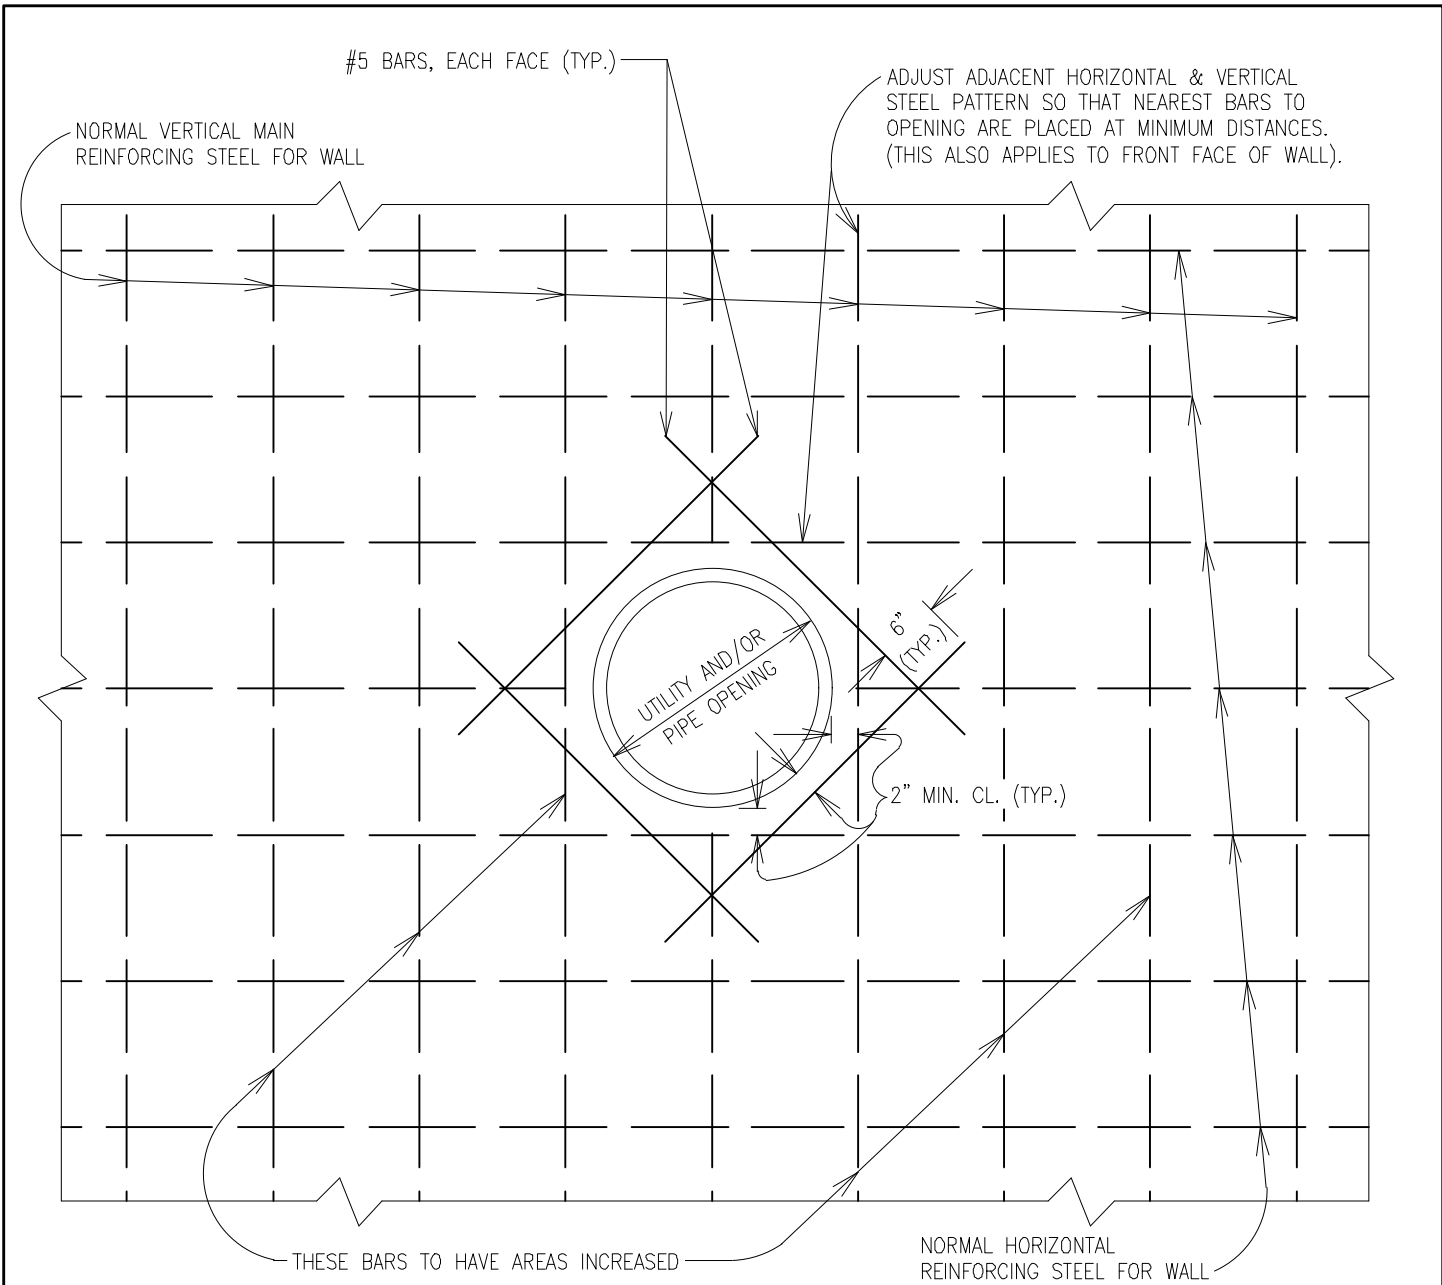 #5 BARS, EACH FACE (TYP.)
ADJUST ADJACENT HORIZONTAL & VERTICAL
STEEL PATTERN SO THAT NEAREST BARS TO
OPENING ARE PLACED AT MINIMUM DISTANCES.
(THIS ALSO APPLIES TO FRONT FACE OF WALL).
NORMAL VERTICAL MAIN
REINFORCING STEEL FOR WALL
6"
(TYP.)
UTILITY AND/OR
PIPE OPENING
2" MIN. CL. (TYP.)
THESE BARS TO HAVE AREAS INCREASED
NORMAL HORIZONTAL
REINFORCING STEEL FOR WALL